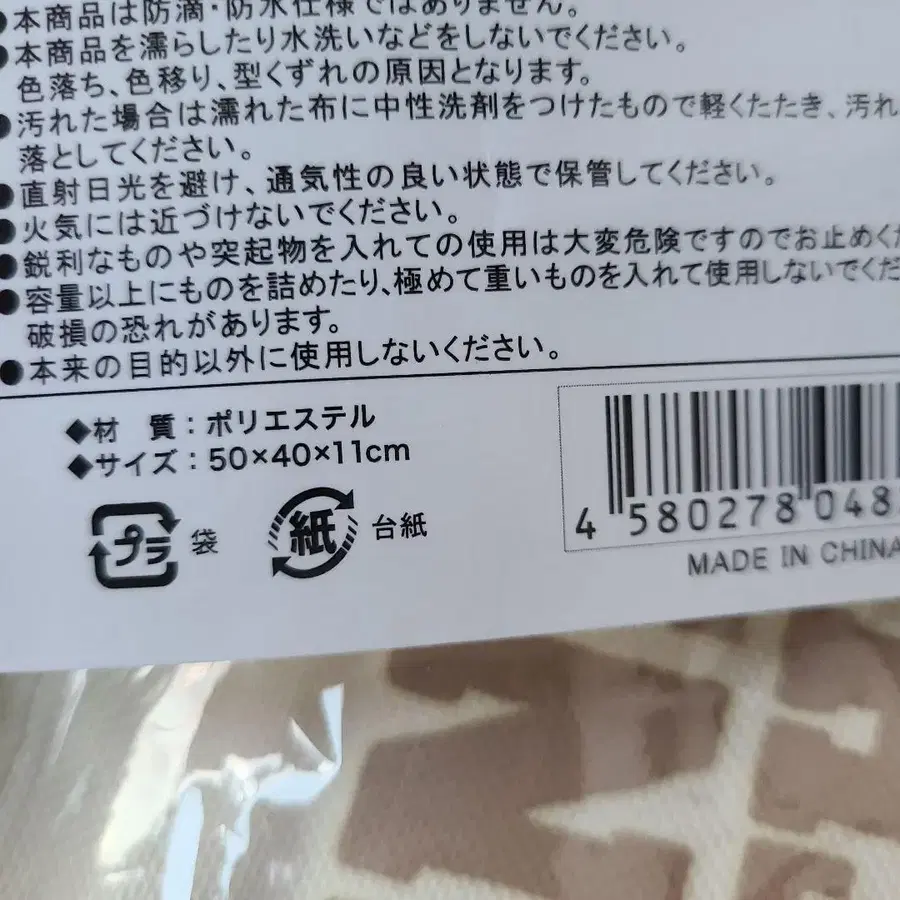 ●本商品は防滴・防水仕様ではありません。
●本商品を濡らしたり水洗いなどをしないでください。
色落ち、色移り、型くずれの原因となります。
●汚れた場合は濡れた布に中性洗剤をつけたもので軽くたたき、汚れ
落としてください。
●直射日光を避け、通気性の良い状態で保管してください。
●火気には近づけないでください。
●鋭利なものや突起物を入れての使用は大変危険ですのでお止めくだ
●容量以上にものを詰めたり、極めて重いものを入れて使用しないでくだ
破損の恐れがあります。
●本来の目的以外に使用しないください。
◆材 質：ポリエステル
◆サイズ：50×40×11cm
プラ 袋 紙 台紙
4 580278 048
MADE IN CHINA